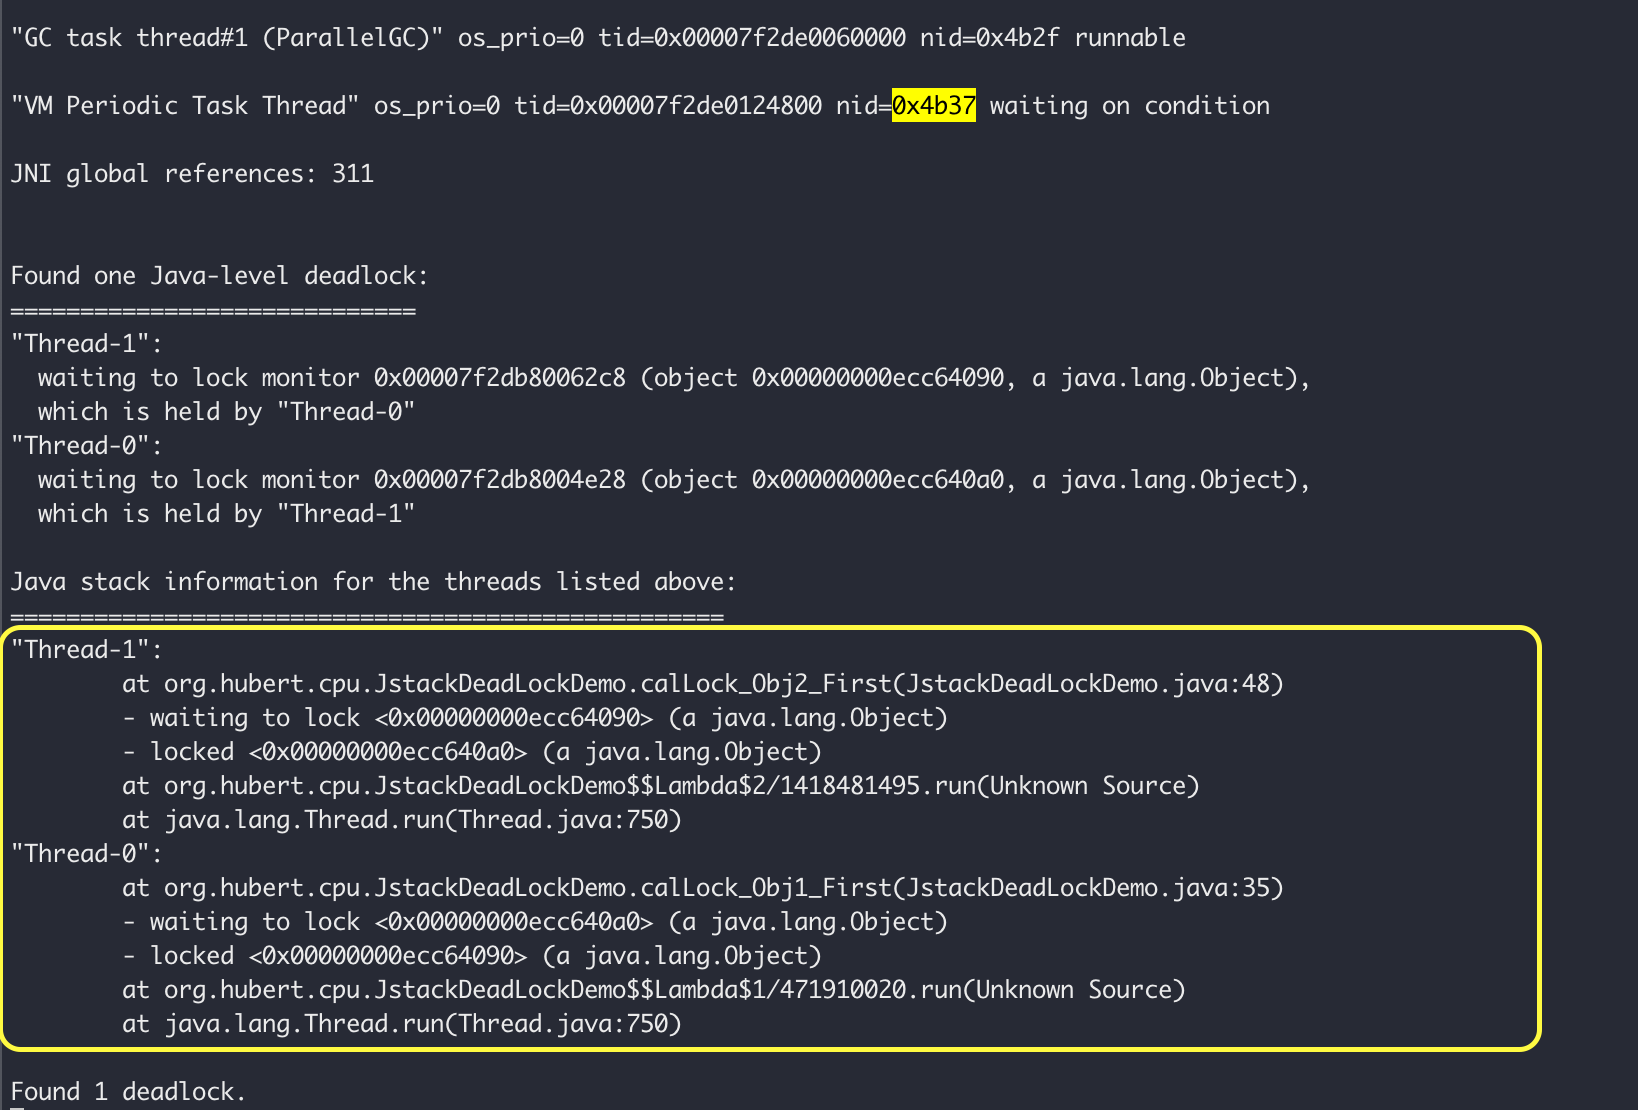 "GC task thread#1 (ParallelGC)" os_prio=0 tid=0x00007f2de0060000 nid=0x4b2f runnable
"VM Periodic Task Thread" os_prio=0 tid=0x00007f2de0124800 nid=0x4b37 waiting on condition
JNI global references: 311
Found one Java-level deadlock:
=============================
"Thread-1":
  waiting to lock monitor 0x00007f2db80062c8 (object 0x00000000ecc64090, a java.lang.Object),
  which is held by "Thread-0"
"Thread-0":
  waiting to lock monitor 0x00007f2db8004e28 (object 0x00000000ecc640a0, a java.lang.Object),
  which is held by "Thread-1"
Java stack information for the threads listed above:
===================================================
"Thread-1":
        at org.hubert.cpu.JstackDeadLockDemo.calLock_Obj2_First(JstackDeadLockDemo.java:48)
        - waiting to lock <0x00000000ecc64090> (a java.lang.Object)
        - locked <0x00000000ecc640a0> (a java.lang.Object)
        at org.hubert.cpu.JstackDeadLockDemo$$Lambda$2/1418481495.run(Unknown Source)
        at java.lang.Thread.run(Thread.java:750)
"Thread-0":
        at org.hubert.cpu.JstackDeadLockDemo.calLock_Obj1_First(JstackDeadLockDemo.java:35)
        - waiting to lock <0x00000000ecc640a0> (a java.lang.Object)
        - locked <0x00000000ecc64090> (a java.lang.Object)
        at org.hubert.cpu.JstackDeadLockDemo$$Lambda$1/471910020.run(Unknown Source)
        at java.lang.Thread.run(Thread.java:750)
Found 1 deadlock.